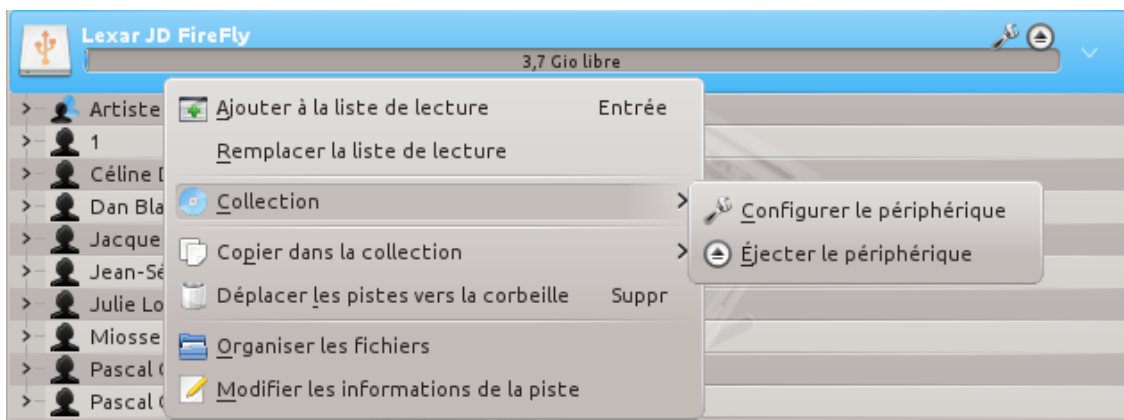 Lexar JD FireFly
3,7 Gio libre
Artiste
1
Céline
Dan Bla
Jacque
Jean-Sé
Julie Lo
Miosse
Pascal
Pascal
Ajouter à la liste de lecture Entrée
Remplacer la liste de lecture
Collection
Copier dans la collection
Déplacer les pistes vers la corbeille Suppr
Organiser les fichiers
Modifier les informations de la piste
Configurer le périphérique
Éjecter le périphérique